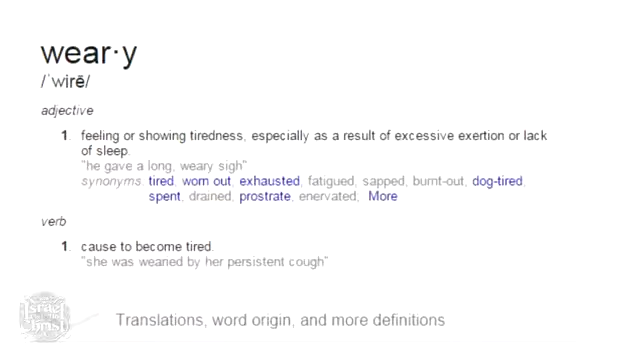 wear·y
/ˈwirē/
adjective
1. feeling or showing tiredness, especially as a result of excessive exertion or lack
of sleep.
"he gave a long, weary sigh"
synonyms: tired, worn out, exhausted, fatigued, sapped, burnt-out, dog-tired,
spent, drained, prostrate, enervated; More
verb
1. cause to become tired.
"she was wearied by her persistent cough"
Israel
in
Christ
Translations, word origin, and more definitions